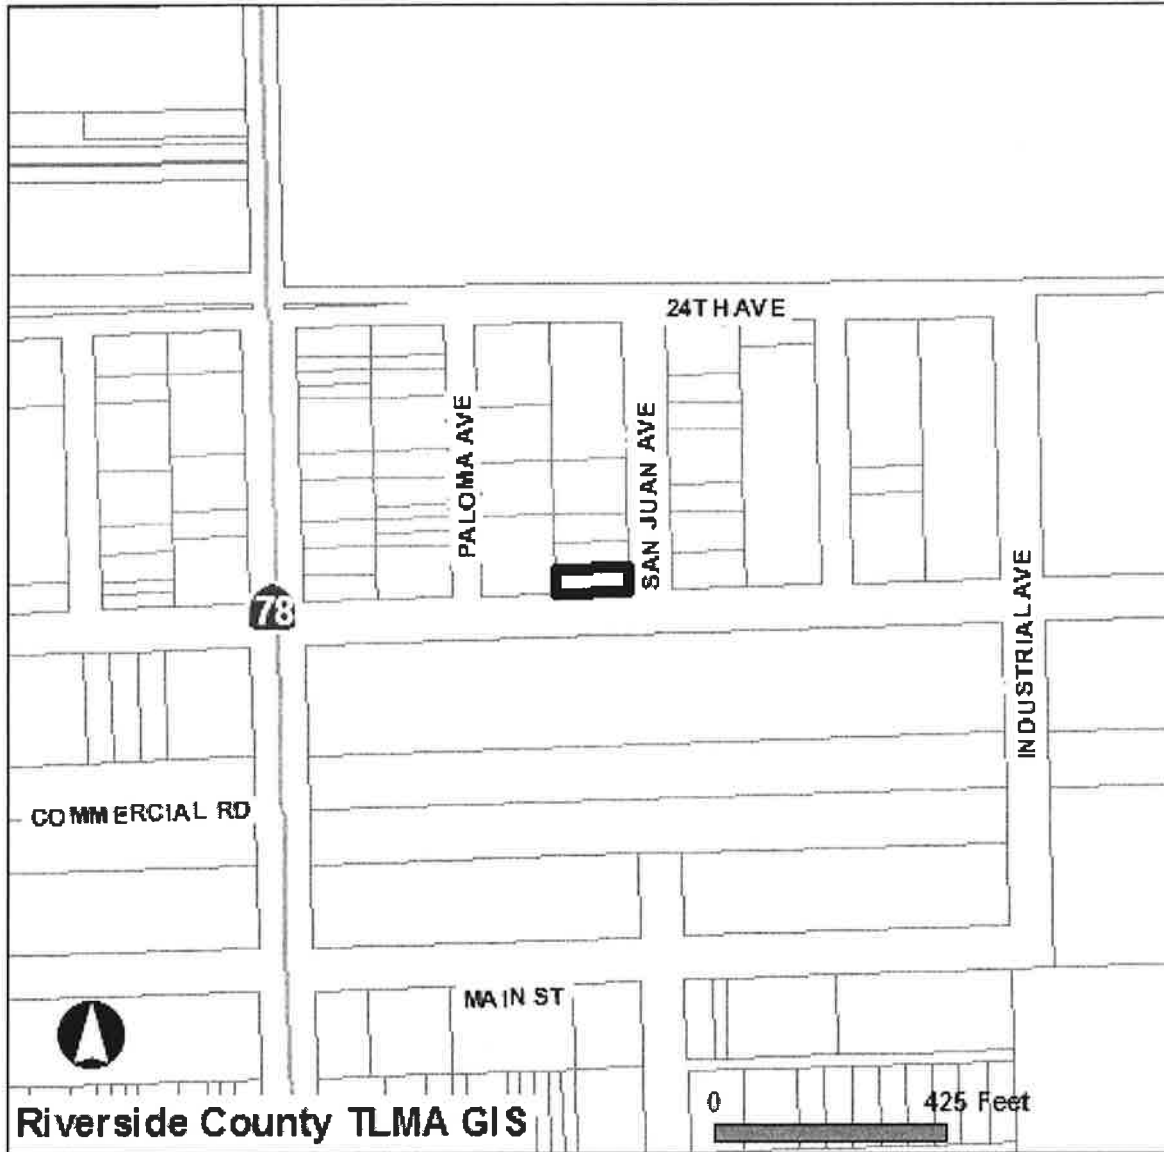 24TH AVE
PALOMA AVE
SAN JUAN AVE
78
INDUSTRIAL AVE
COMMERCIAL RD
MAIN ST
0 425 Feet
Riverside County TLMA GIS